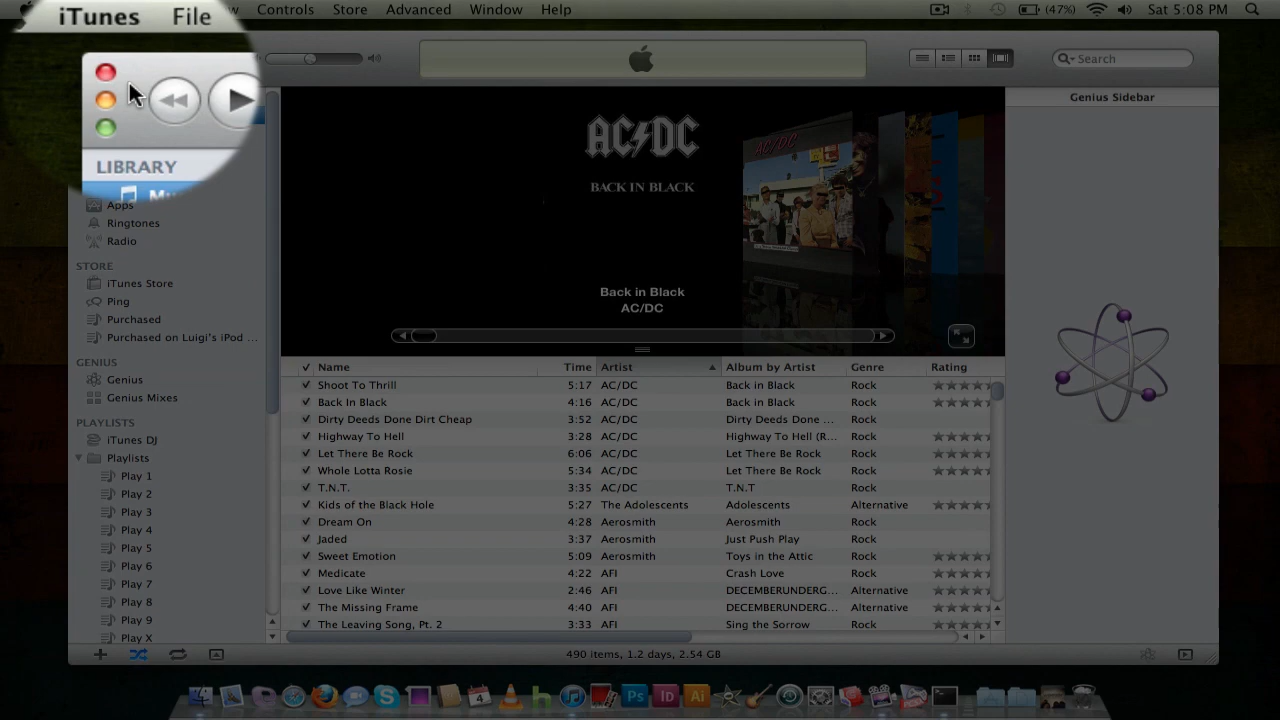 iTunes File Controls Store Advanced Window Help (47%) Sat 5:08 PM
Search
LIBRARY
Apps
Ringtones
Radio
STORE
iTunes Store
Ping
Purchased
Purchased on Luigi's iPod ...
GENIUS
Genius
Genius Mixes
PLAYLISTS
iTunes DJ
Playlists
Play 1
Play 2
Play 3
Play 4
Play 5
Play 6
Play 7
Play 8
Play 9
Play X
AC/DC
BACK IN BLACK
AC/DC
Back in Black
AC/DC
Name Time Artist Album by Artist Genre Rating
Shoot To Thrill 5:17 AC/DC Back in Black Rock
Back In Black 4:16 AC/DC Back in Black Rock
Dirty Deeds Done Dirt Cheap 3:52 AC/DC Dirty Deeds Done ... Rock
Highway To Hell 3:28 AC/DC Highway To Hell (R... Rock
Let There Be Rock 6:06 AC/DC Let There Be Rock Rock
Whole Lotta Rosie 5:34 AC/DC Let There Be Rock Rock
T.N.T. 3:35 AC/DC T.N.T Rock
Kids of the Black Hole 5:27 The Adolescents Adolescents Alternative
Dream On 4:28 Aerosmith Aerosmith Rock
Jaded 3:37 Aerosmith Just Push Play Rock
Sweet Emotion 5:09 Aerosmith Toys in the Attic Rock
Medicate 4:22 AFI Crash Love Rock
Love Like Winter 2:46 AFI DECEMBERUNDERG... Alternative
The Missing Frame 4:40 AFI DECEMBERUNDERG... Alternative
The Leaving Song, Pt. 2 3:33 AFI Sing the Sorrow Alternative
Genius Sidebar
490 items, 1.2 days, 2.54 GB
4 Ps Id Ai